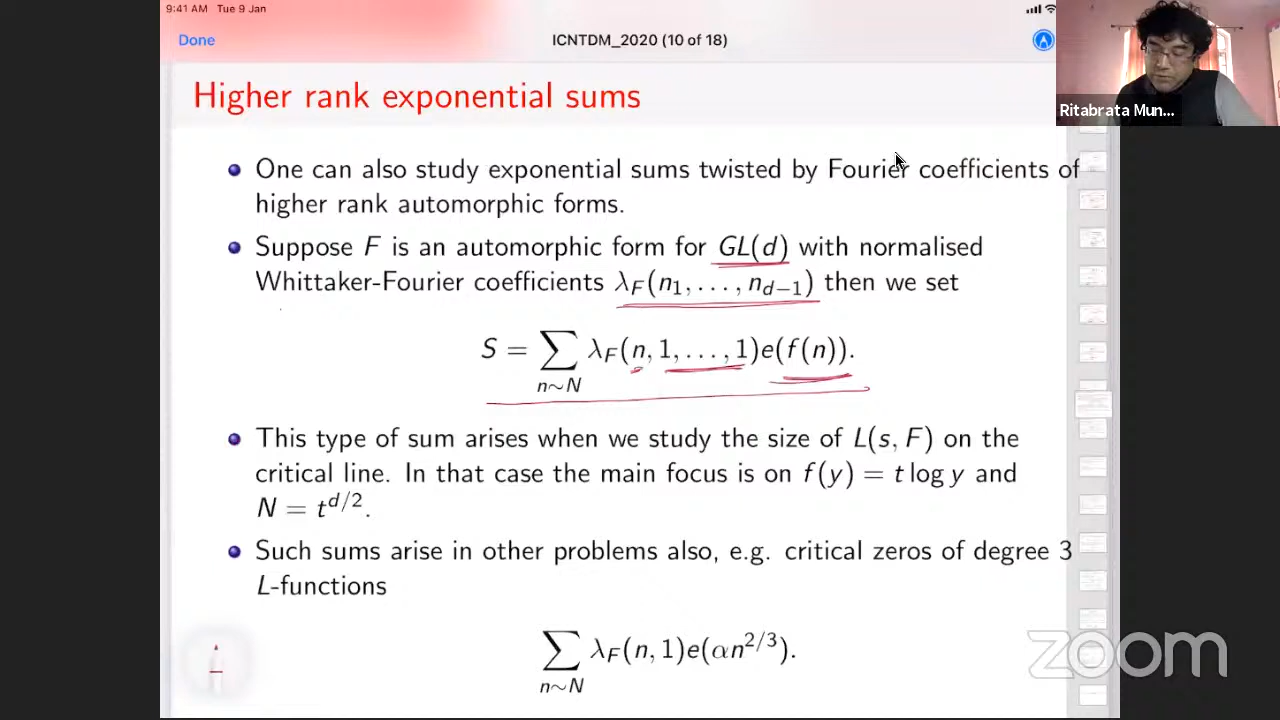 9:41 AM Tue 9 Jan
Done
ICNTDM_2020 (10 of 18)
Ritabrata Mun...
Higher rank exponential sums
One can also study exponential sums twisted by Fourier coefficients of
higher rank automorphic forms.
Suppose F is an automorphic form for GL(d) with normalised
Whittaker-Fourier coefficients λ_F(n₁, . . . , n_{d−1}) then we set
S = ∑_{n∼N} λ_F(n, 1, . . . , 1)e(f(n)).
This type of sum arises when we study the size of L(s, F) on the
critical line. In that case the main focus is on f(y) = t log y and
N = t^{d/2}.
Such sums arise in other problems also, e.g. critical zeros of degree 3
L-functions
∑_{n∼N} λ_F(n, 1)e(αn^{2/3}).
zoom